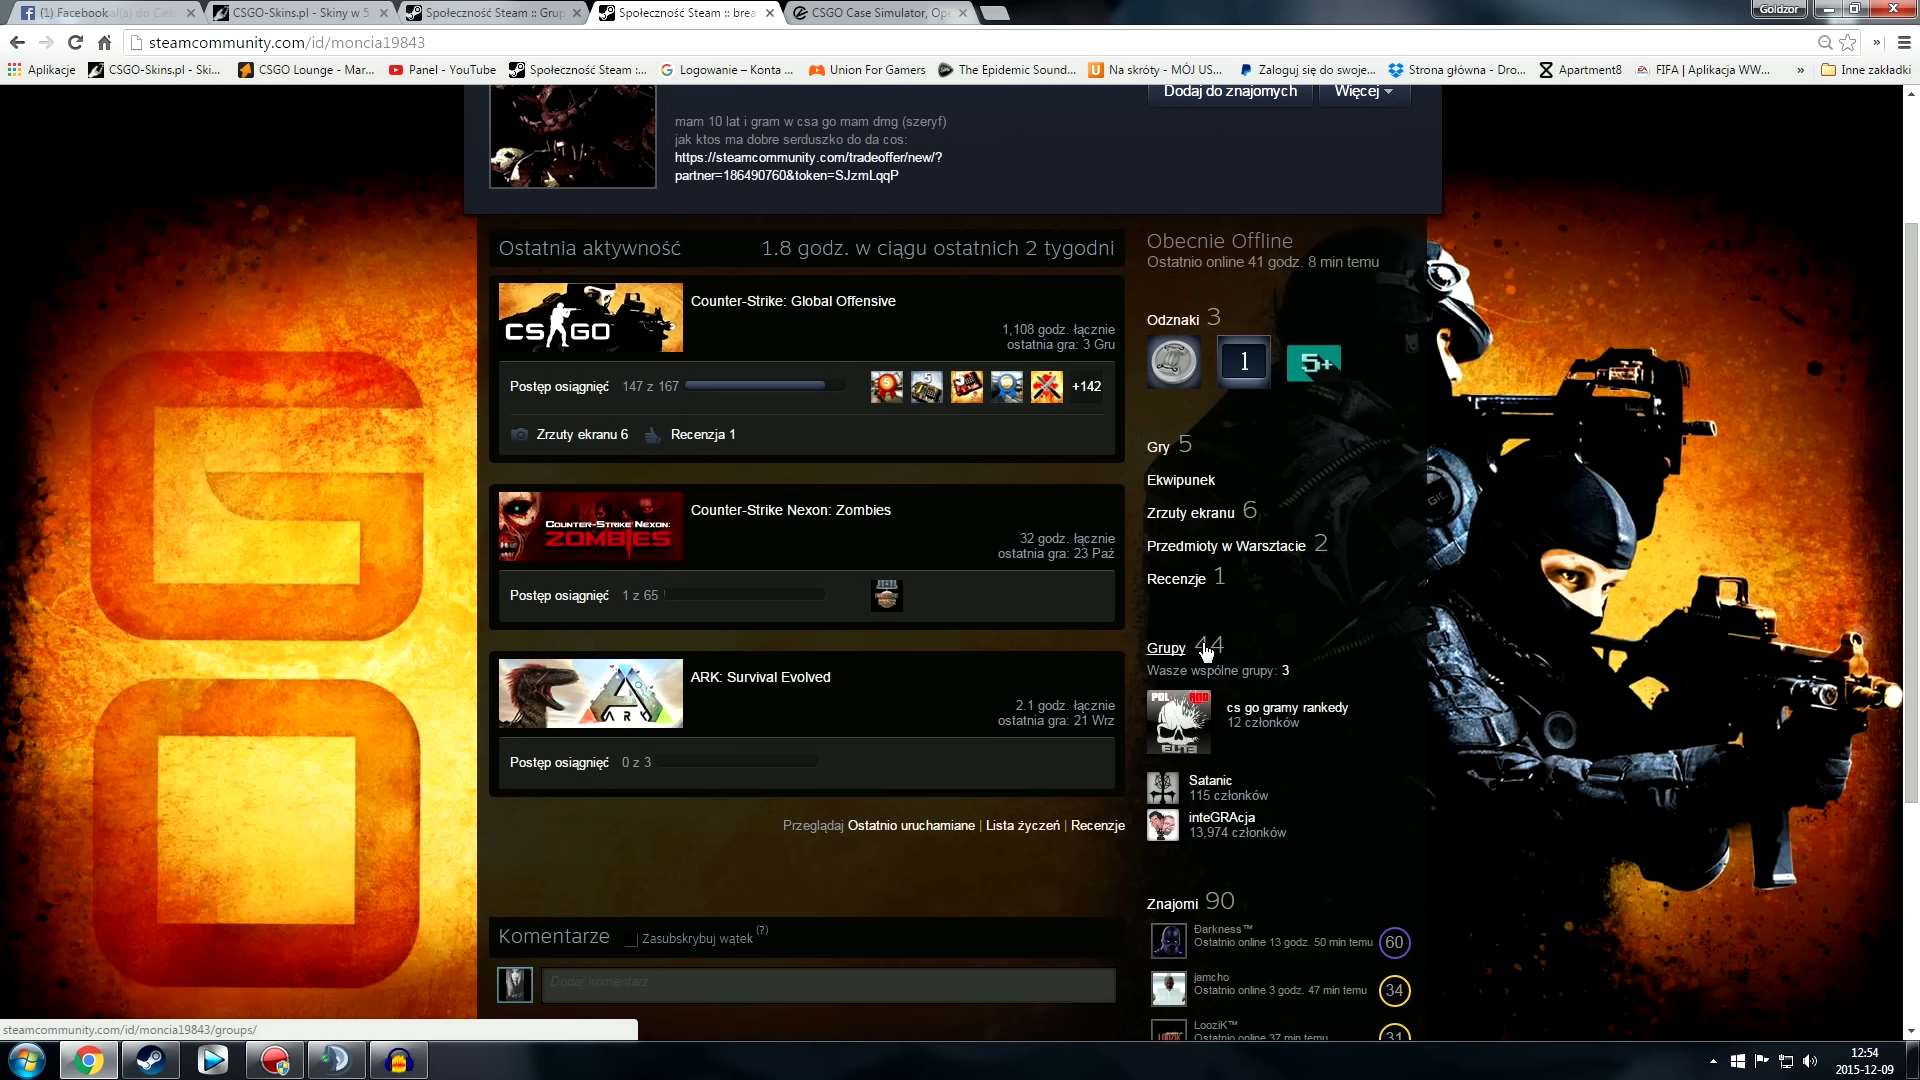 Goldzor
(1) Facebook
CSGO-Skins.pl - Skiny w 5
Społeczność Steam :: Grup
Społeczność Steam :: brea
CSGO Case Simulator, Op
steamcommunity.com/id/moncia19843
Aplikacje
CSGO-Skins.pl - Ski...
CSGO Lounge - Mar...
Panel - YouTube
Społeczność Steam :...
Logowanie – Konta ...
Union For Gamers
The Epidemic Sound...
Na skróty - MÓJ US...
Zaloguj się do swoje...
Strona główna - Dro...
Apartment8
FIFA | Aplikacja WW...
»
Inne zakładki
Dodaj do znajomych
Więcej
mam 10 lat i gram w csa go mam dmg (szeryf)
jak ktos ma dobre serduszko do da cos:
https://steamcommunity.com/tradeoffer/new/?
partner=186490760&token=SJzmLqqP
Ostatnia aktywność
1.8 godz. w ciągu ostatnich 2 tygodni
CS GO
Counter-Strike: Global Offensive
1,108 godz. łącznie
ostatnia gra: 3 Gru
Postęp osiągnięć 147 z 167
+142
Zrzuty ekranu 6
Recenzja 1
COUNTER-STRIKE NEXON:
ZOMBIES
Counter-Strike Nexon: Zombies
32 godz. łącznie
ostatnia gra: 23 Paź
Postęp osiągnięć 1 z 65
ARK
ARK: Survival Evolved
2.1 godz. łącznie
ostatnia gra: 21 Wrz
Postęp osiągnięć 0 z 3
Przeglądaj Ostatnio uruchamiane | Lista życzeń | Recenzje
Komentarze
Zasubskrybuj wątek (?)
Dodaj komentarz
Obecnie Offline
Ostatnio online 41 godz. 8 min temu
Odznaki 3
1
5+
Gry 5
Ekwipunek
Zrzuty ekranu 6
Przedmioty w Warsztacie 2
Recenzje 1
Grupy 44
Wasze wspólne grupy: 3
cs go gramy rankedy
12 członków
Satanic
115 członków
inteGRAcja
13,974 członków
Znajomi 90
Đarkness™
Ostatnio online 13 godz. 50 min temu
60
jamcho
Ostatnio online 3 godz. 47 min temu
34
LooziK™
Ostatnio online 37 min temu
31
GO
steamcommunity.com/id/moncia19843/groups/
12:54
2015-12-09